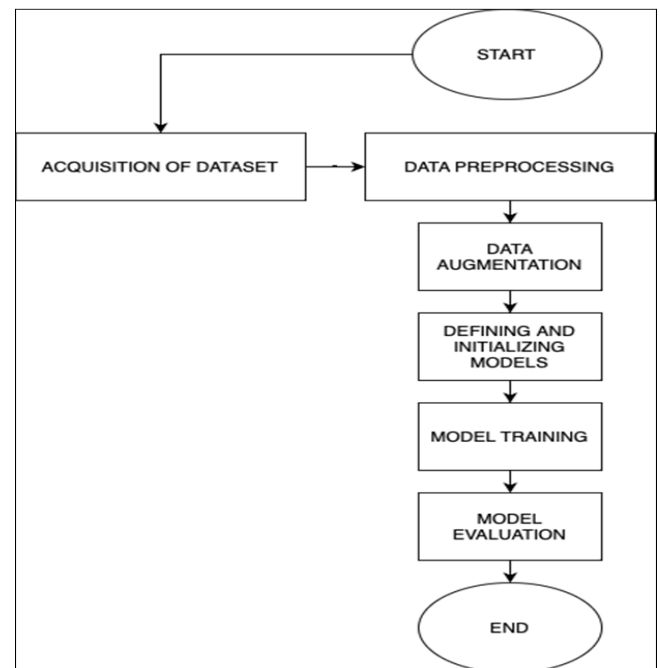 START
ACQUISITION OF DATASET
DATA PREPROCESSING
DATA
AUGMENTATION
DEFINING AND
INITIALIZING
MODELS
MODEL TRAINING
MODEL
EVALUATION
END